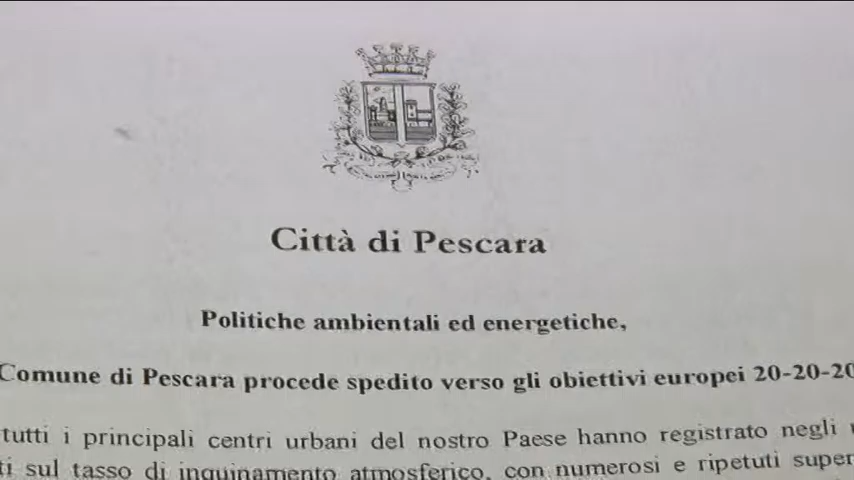 Città di Pescara
Politiche ambientali ed energetiche,
Comune di Pescara procede spedito verso gli obiettivi europei 20-20-20
tutti i principali centri urbani del nostro Paese hanno registrato negli
sul tasso di inquinamento atmosferico, con numerosi e ripetuti